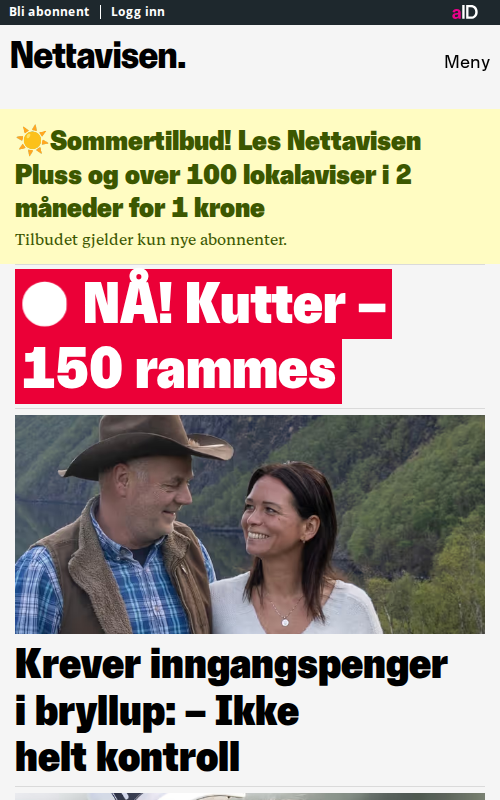 Bli abonnent | Logg inn
aID
Nettavisen.
Meny
☀️Sommertilbud! Les Nettavisen
Pluss og over 100 lokalaviser i 2
måneder for 1 krone
Tilbudet gjelder kun nye abonnenter.
⚪ NÅ! Kutter –
150 rammes
Krever inngangspenger
i bryllup: – Ikke
helt kontroll